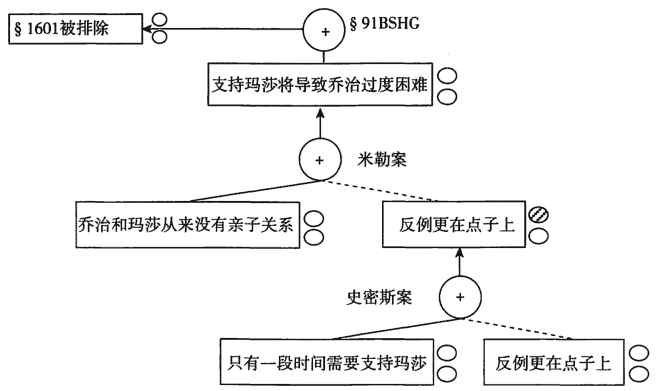 § 1601被排除
+
§ 91BSHG
支持玛莎将导致乔治过度困难
+
米勒案
乔治和玛莎从来没有亲子关系
反例更在点子上
史密斯案
+
只有一段时间需要支持玛莎
反例更在点子上